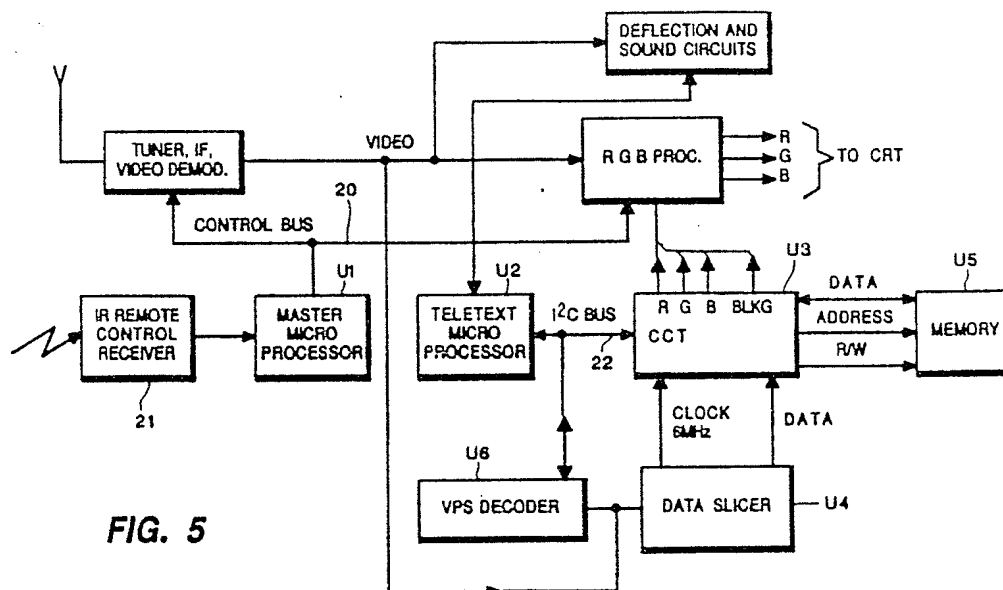 DEFLECTION AND
SOUND CIRCUITS
TUNER, IF,
VIDEO DEMOD.
VIDEO
R G B PROC.
R
G
B
TO CRT
CONTROL BUS
20
U1
U2
U3
U5
IR REMOTE
CONTROL
RECEIVER
21
MASTER
MICRO
PROCESSOR
TELETEXT
MICRO
PROCESSOR
I2C BUS
22
R G B BLKG
CCT
DATA
ADDRESS
R/W
MEMORY
CLOCK
6MHz
DATA
U6
VPS DECODER
DATA SLICER
U4
FIG. 5